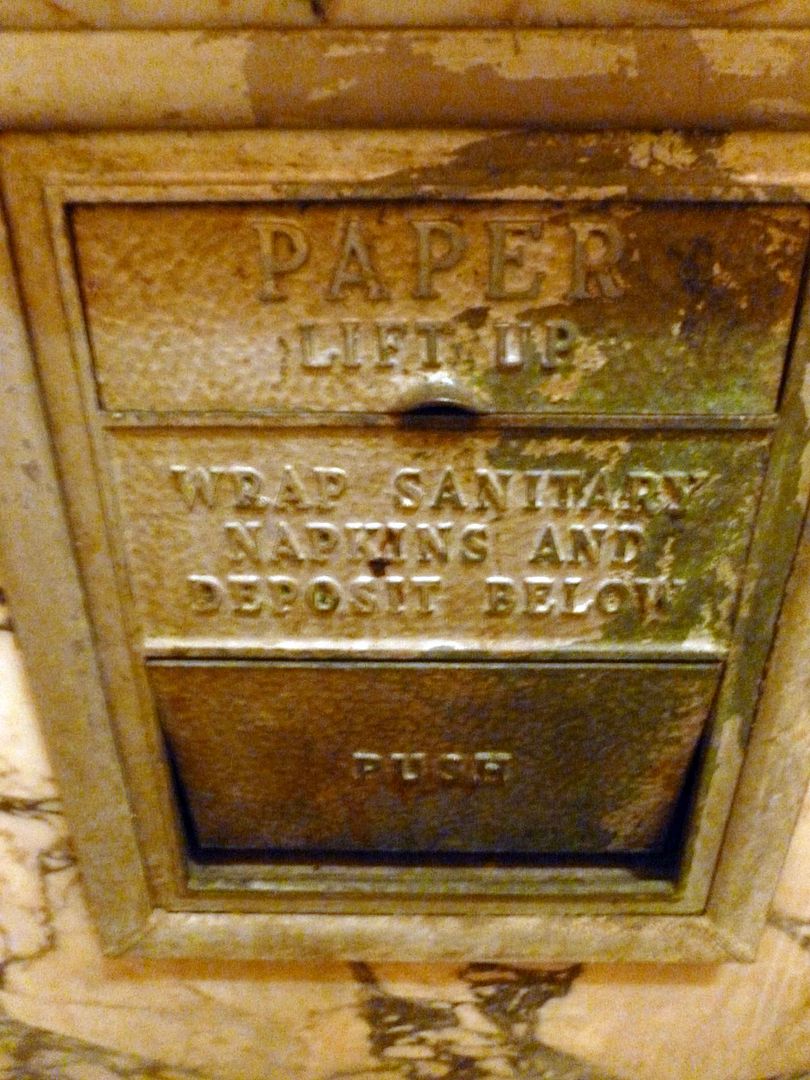 PAPER
LIFT UP
WRAP SANITARY
NAPKINS AND
DEPOSIT BELOW
PUSH